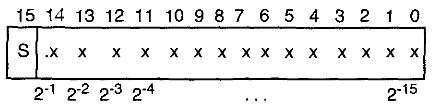 15 14 13 12 11 10 9 8 7 6 5 4 3 2 1 0
S .x x x x x x x x x x x x x x x
2-1 2-2 2-3 2-4 ... 2-15